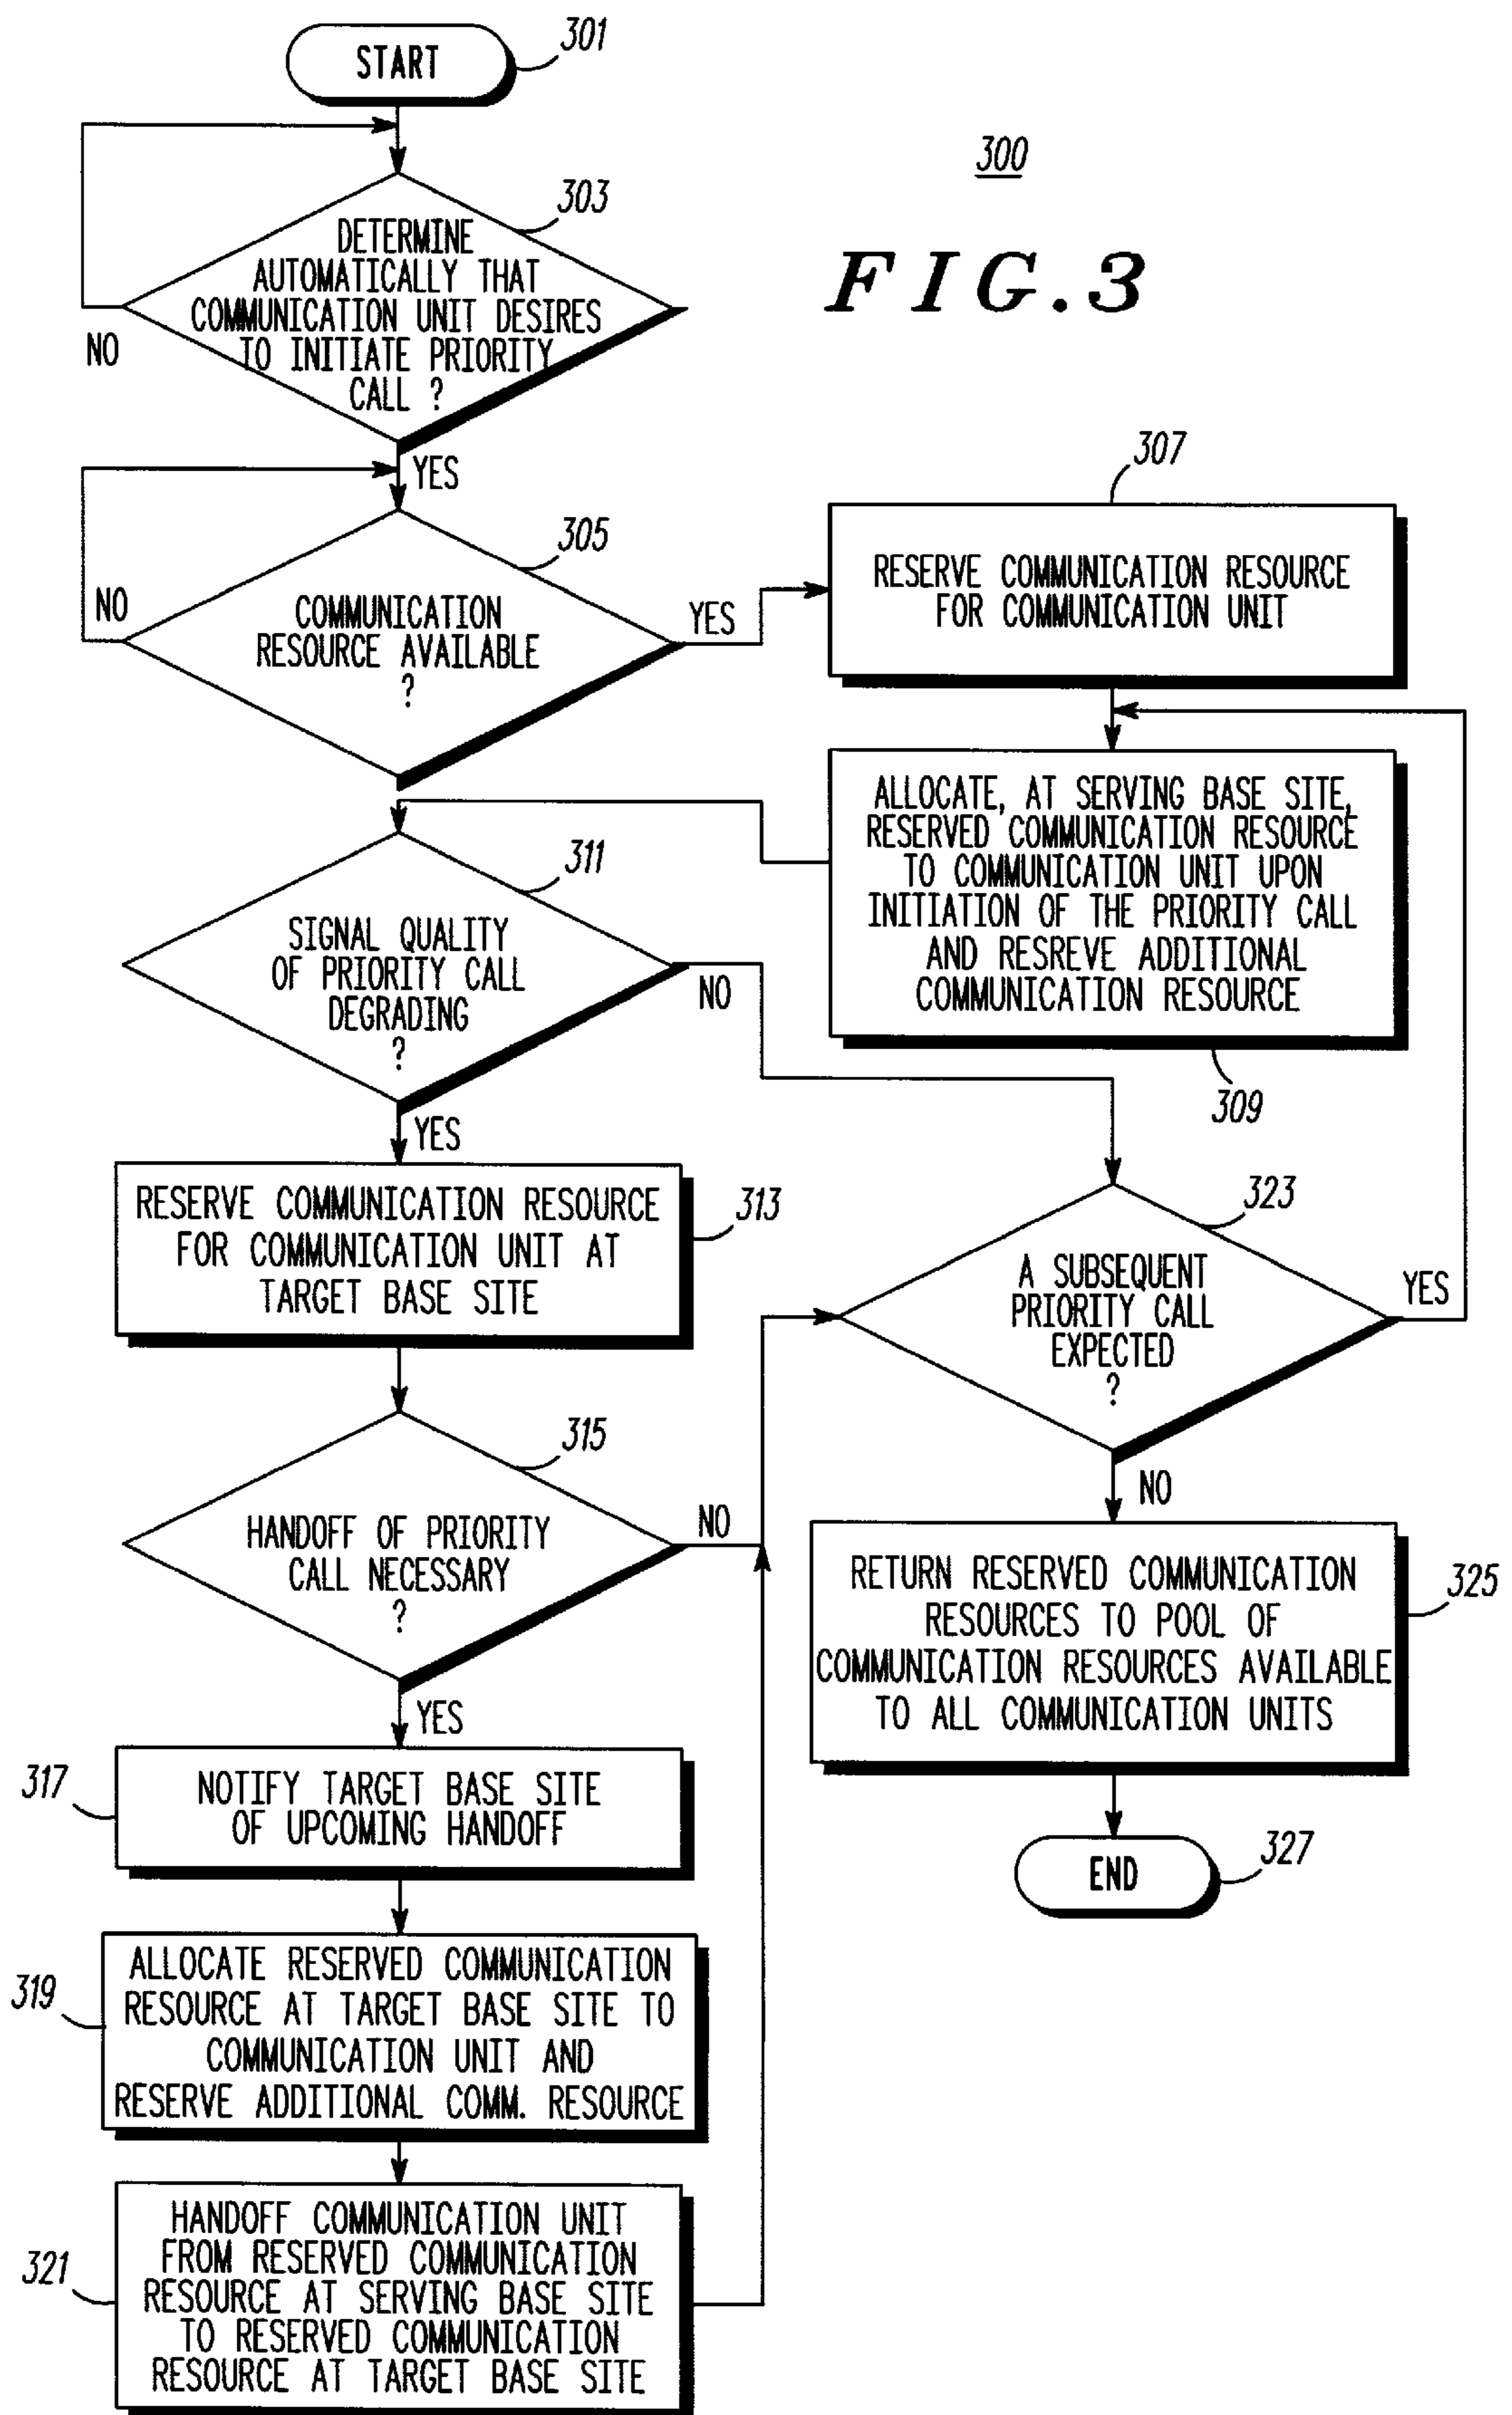 START
301
300
FIG.3
303
DETERMINE
AUTOMATICALLY THAT
COMMUNICATION UNIT DESIRES
TO INITIATE PRIORITY
CALL ?
NO
YES
305
COMMUNICATION
RESOURCE AVAILABLE
?
NO
YES
307
RESERVE COMMUNICATION RESOURCE
FOR COMMUNICATION UNIT
ALLOCATE, AT SERVING BASE SITE,
RESERVED COMMUNICATION RESOURCE
TO COMMUNICATION UNIT UPON
INITIATION OF THE PRIORITY CALL
AND RESREVE ADDITIONAL
COMMUNICATION RESOURCE
309
311
SIGNAL QUALITY
OF PRIORITY CALL
DEGRADING
?
NO
YES
RESERVE COMMUNICATION RESOURCE
FOR COMMUNICATION UNIT AT
TARGET BASE SITE
313
323
A SUBSEQUENT
PRIORITY CALL
EXPECTED
?
YES
NO
315
HANDOFF OF PRIORITY
CALL NECESSARY
?
NO
YES
RETURN RESERVED COMMUNICATION
RESOURCES TO POOL OF
COMMUNICATION RESOURCES AVAILABLE
TO ALL COMMUNICATION UNITS
325
317
NOTIFY TARGET BASE SITE
OF UPCOMING HANDOFF
END
327
319
ALLOCATE RESERVED COMMUNICATION
RESOURCE AT TARGET BASE SITE TO
COMMUNICATION UNIT AND
RESERVE ADDITIONAL COMM. RESOURCE
321
HANDOFF COMMUNICATION UNIT
FROM RESERVED COMMUNICATION
RESOURCE AT SERVING BASE SITE
TO RESERVED COMMUNICATION
RESOURCE AT TARGET BASE SITE